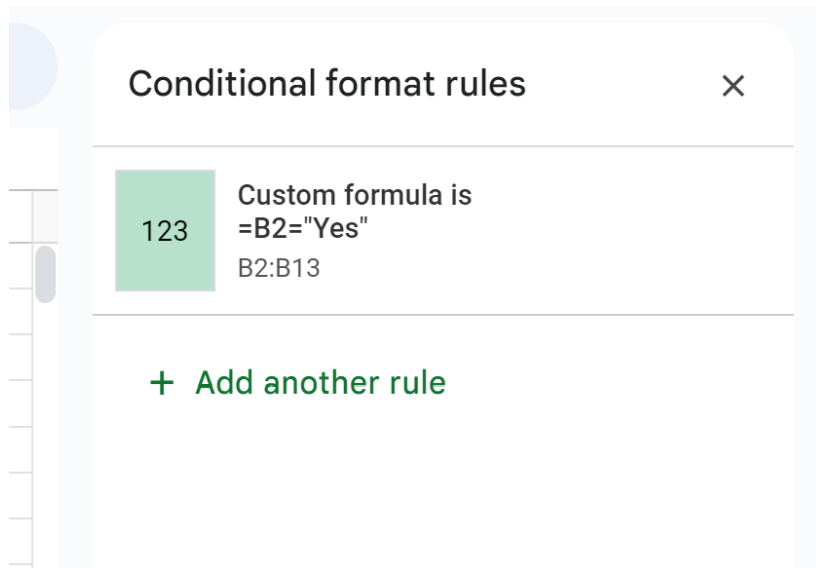 Conditional format rules
123
Custom formula is
=B2="Yes"
B2:B13
+ Add another rule